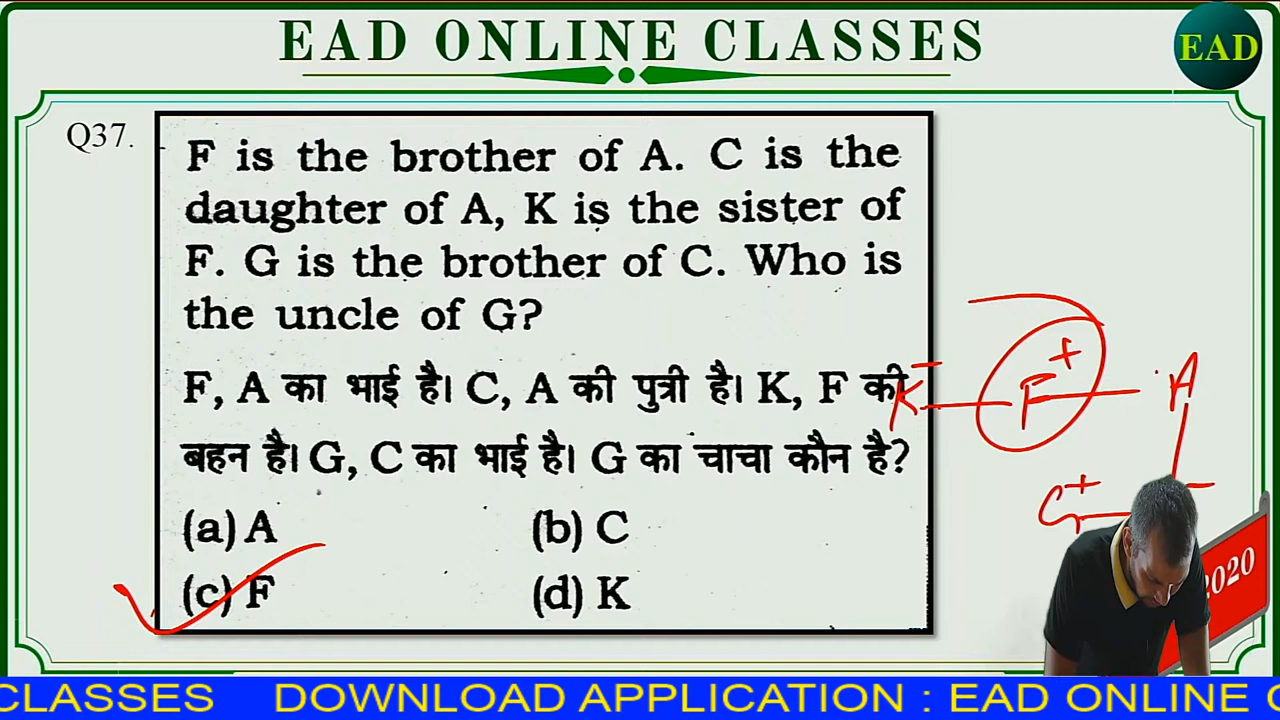 EAD ONLINE CLASSES
EAD
Q37.
F is the brother of A. C is the
daughter of A, K is the sister of
F. G is the brother of C. Who is
the uncle of G?
F, A का भाई है। C, A की पुत्री है। K, F की
बहन है। G, C का भाई है। G का चाचा कौन है?
(a) A (b) C
(c) F (d) K
K - F + A
G +
2020
CLASSES DOWNLOAD APPLICATION : EAD ONLINE